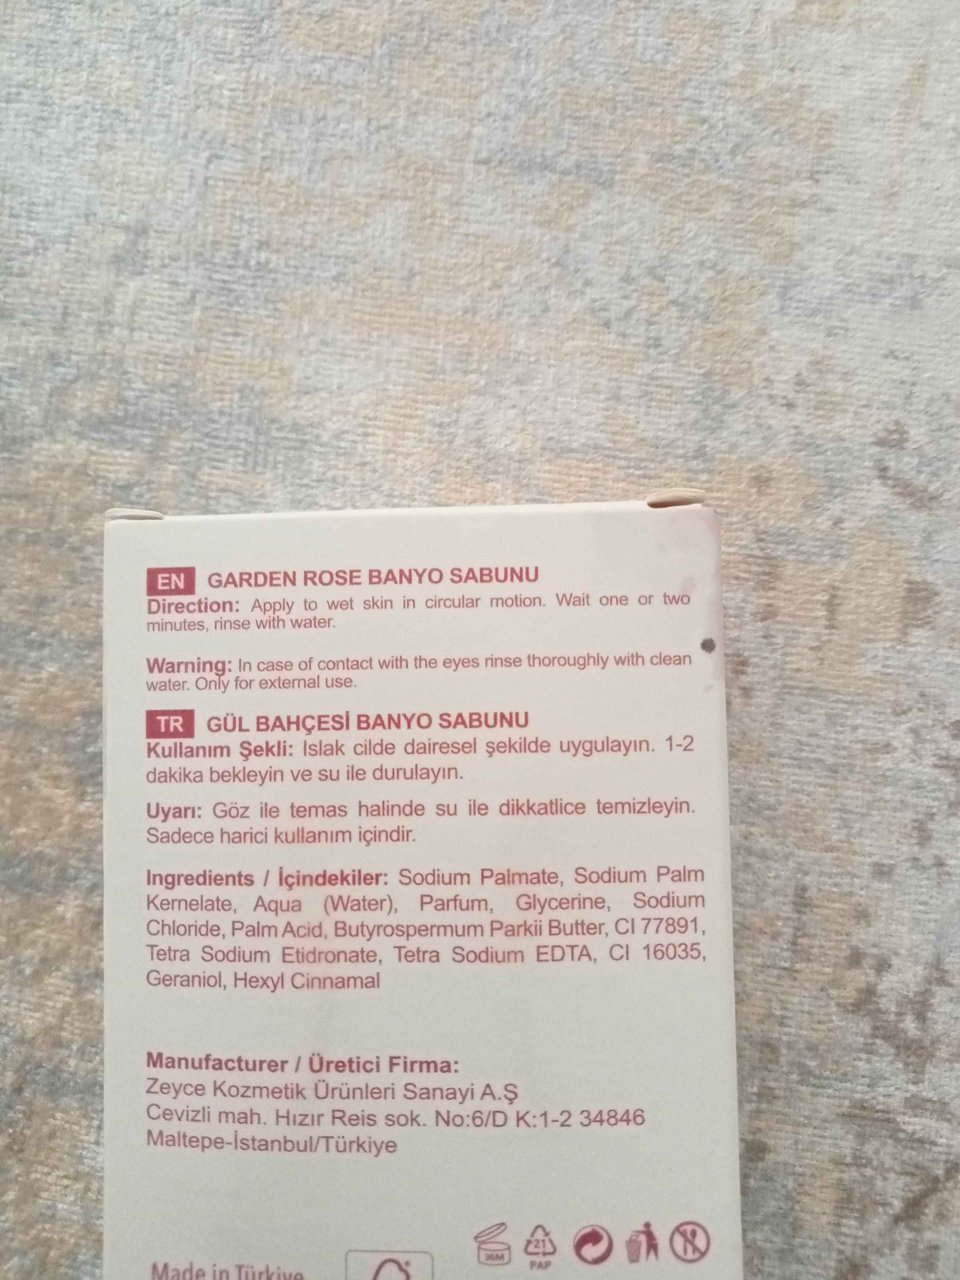 EN GARDEN ROSE BANYO SABUNU
Direction: Apply to wet skin in circular motion. Wait one or two
minutes, rinse with water.
Warning: In case of contact with the eyes rinse thoroughly with clean
water. Only for external use.
TR GÜL BAHÇESİ BANYO SABUNU
Kullanım Şekli: Islak cilde dairesel şekilde uygulayın. 1-2
dakika bekleyin ve su ile durulayın.
Uyarı: Göz ile temas halinde su ile dikkatlice temizleyin.
Sadece harici kullanım içindir.
Ingredients / İçindekiler: Sodium Palmate, Sodium Palm
Kernelate, Aqua (Water), Parfum, Glycerine, Sodium
Chloride, Palm Acid, Butyrospermum Parkii Butter, CI 77891,
Tetra Sodium Etidronate, Tetra Sodium EDTA, CI 16035,
Geraniol, Hexyl Cinnamal
Manufacturer / Üretici Firma:
Zeyce Kozmetik Ürünleri Sanayi A.Ş
Cevizli mah. Hızır Reis sok. No:6/D K:1-2 34846
Maltepe-İstanbul/Türkiye
36M
21
PAP
Made in Türkiye